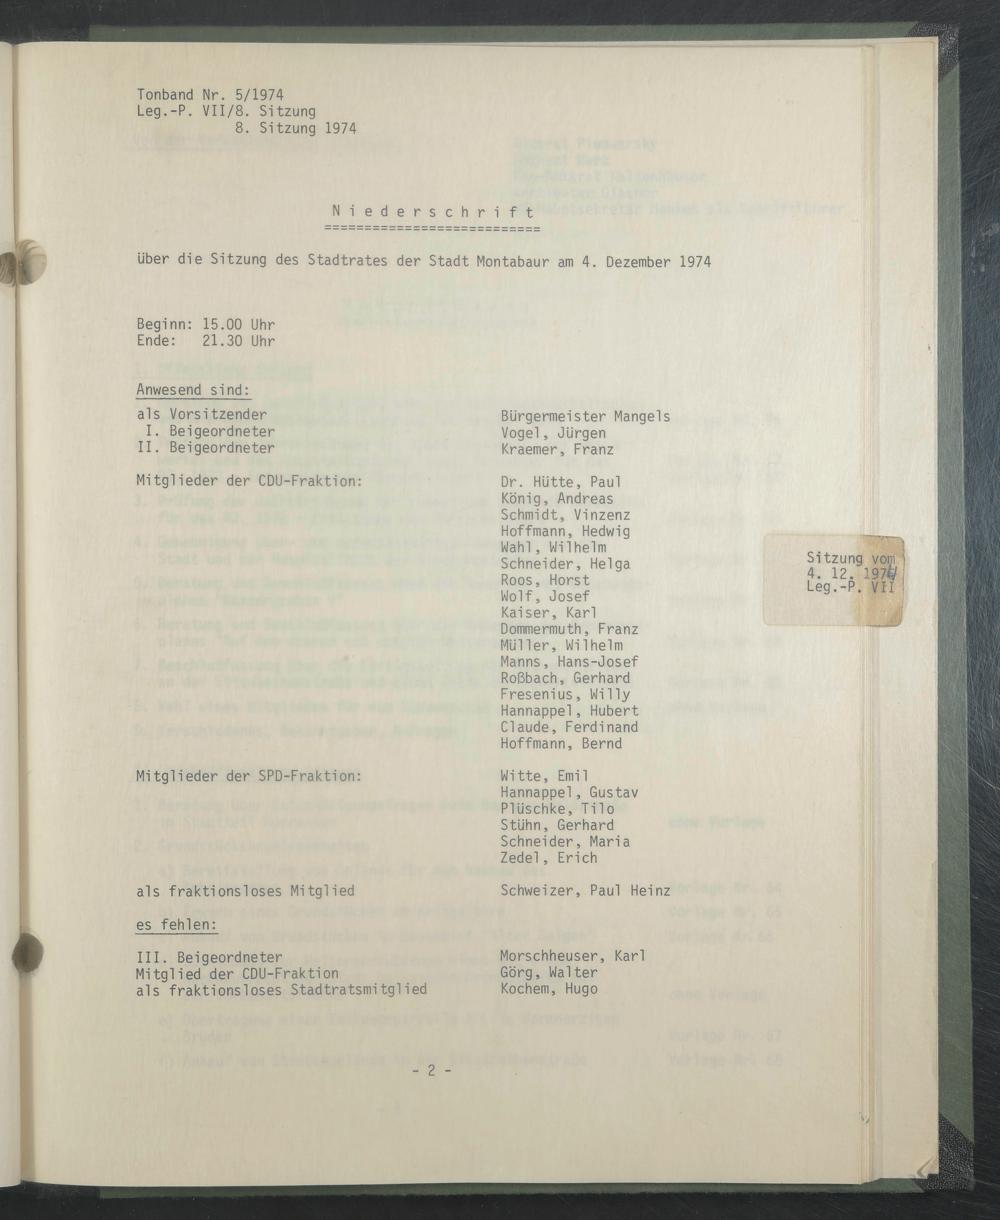 Tonband Nr. 5/1974
Leg.-P. VII/8. Sitzung
8. Sitzung 1974
N i e d e r s c h r i f t
===========================
über die Sitzung des Stadtrates der Stadt Montabaur am 4. Dezember 1974
Beginn: 15.00 Uhr
Ende: 21.30 Uhr
Anwesend sind:
als Vorsitzender Bürgermeister Mangels
I. Beigeordneter Vogel, Jürgen
II. Beigeordneter Kraemer, Franz
Mitglieder der CDU-Fraktion: Dr. Hütte, Paul
König, Andreas
Schmidt, Vinzenz
Hoffmann, Hedwig
Wahl, Wilhelm
Schneider, Helga
Roos, Horst
Wolf, Josef
Kaiser, Karl
Dommermuth, Franz
Müller, Wilhelm
Manns, Hans-Josef
Roßbach, Gerhard
Fresenius, Willy
Hannappel, Hubert
Claude, Ferdinand
Hoffmann, Bernd
Sitzung vom
4. 12. 1974
Leg.-P. VII
Mitglieder der SPD-Fraktion: Witte, Emil
Hannappel, Gustav
Plüschke, Tilo
Stühn, Gerhard
Schneider, Maria
Zedel, Erich
als fraktionsloses Mitglied Schweizer, Paul Heinz
es fehlen:
III. Beigeordneter Morschheuser, Karl
Mitglied der CDU-Fraktion Görg, Walter
als fraktionsloses Stadtratsmitglied Kochem, Hugo
- 2 -